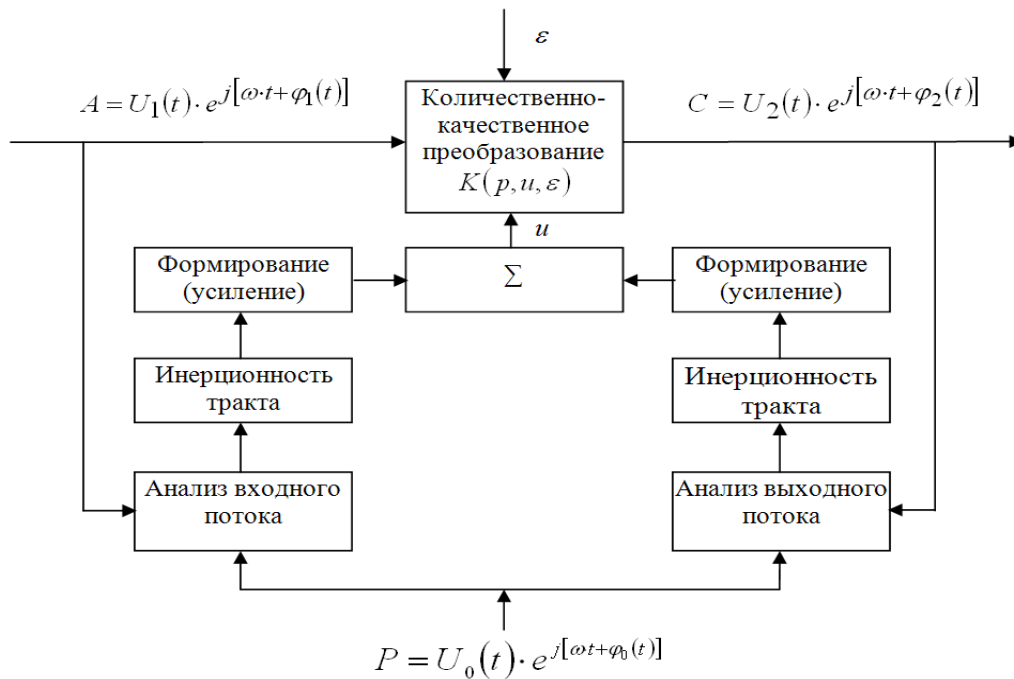 ε
A = U₁(t)·e^{j[ω·t+φ₁(t)]}
Количественно-
качественное
преобразование
K(p,u,ε)
C = U₂(t)·e^{j[ω·t+φ₂(t)]}
u
Формирование
(усиление)
Σ
Формирование
(усиление)
Инерционность
тракта
Инерционность
тракта
Анализ входного
потока
Анализ выходного
потока
P = U₀(t)·e^{j[ωt+φ₀(t)]}